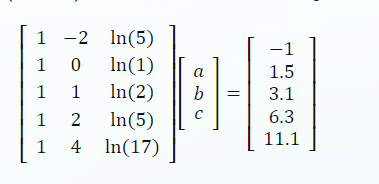 1 −2 ln(5) −1
1 0 ln(1) a 1.5
1 1 ln(2) b = 3.1
1 2 ln(5) c 6.3
1 4 ln(17) 11.1